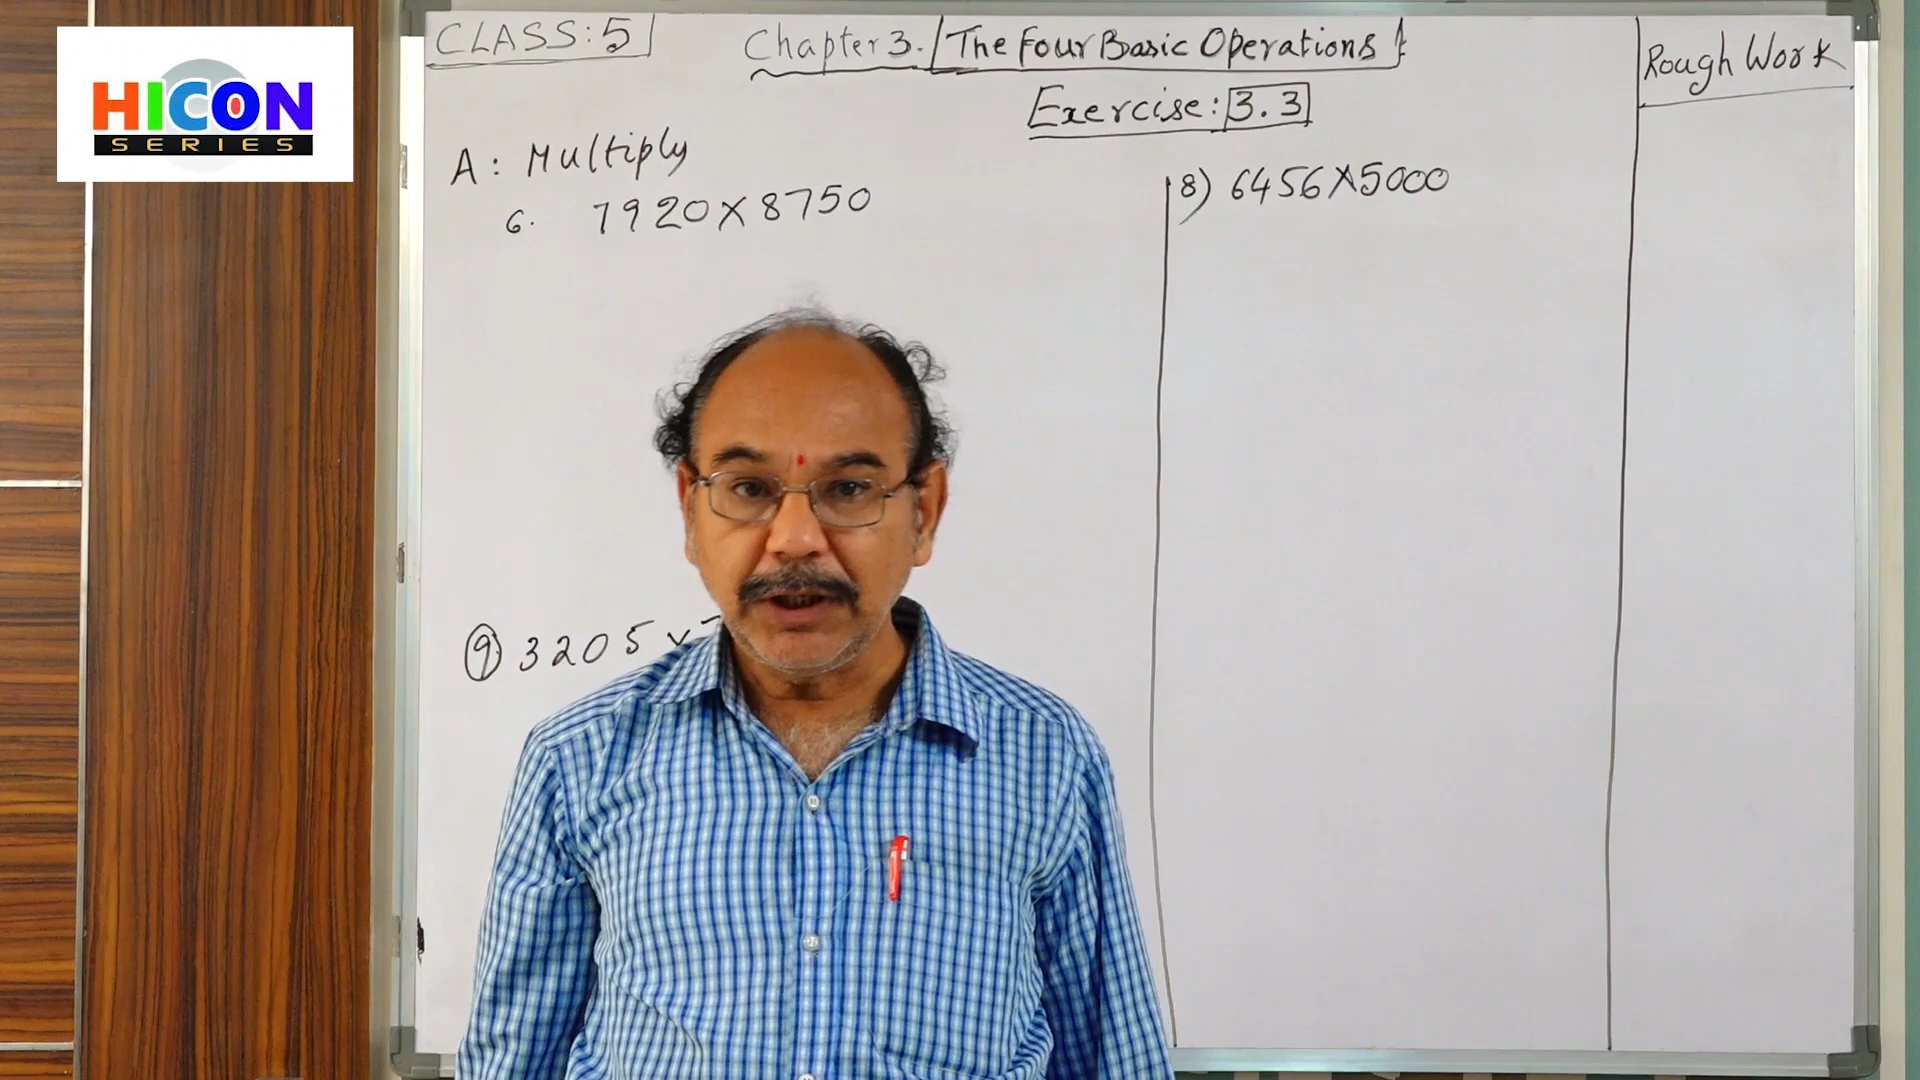 HICON
SERIES
CLASS: 5
Chapter 3. The Four Basic Operations
Exercise: 3.3
Rough Work
A: Multiply
6. 7920 X 8750
8) 6456 X 5000
9 3205 x